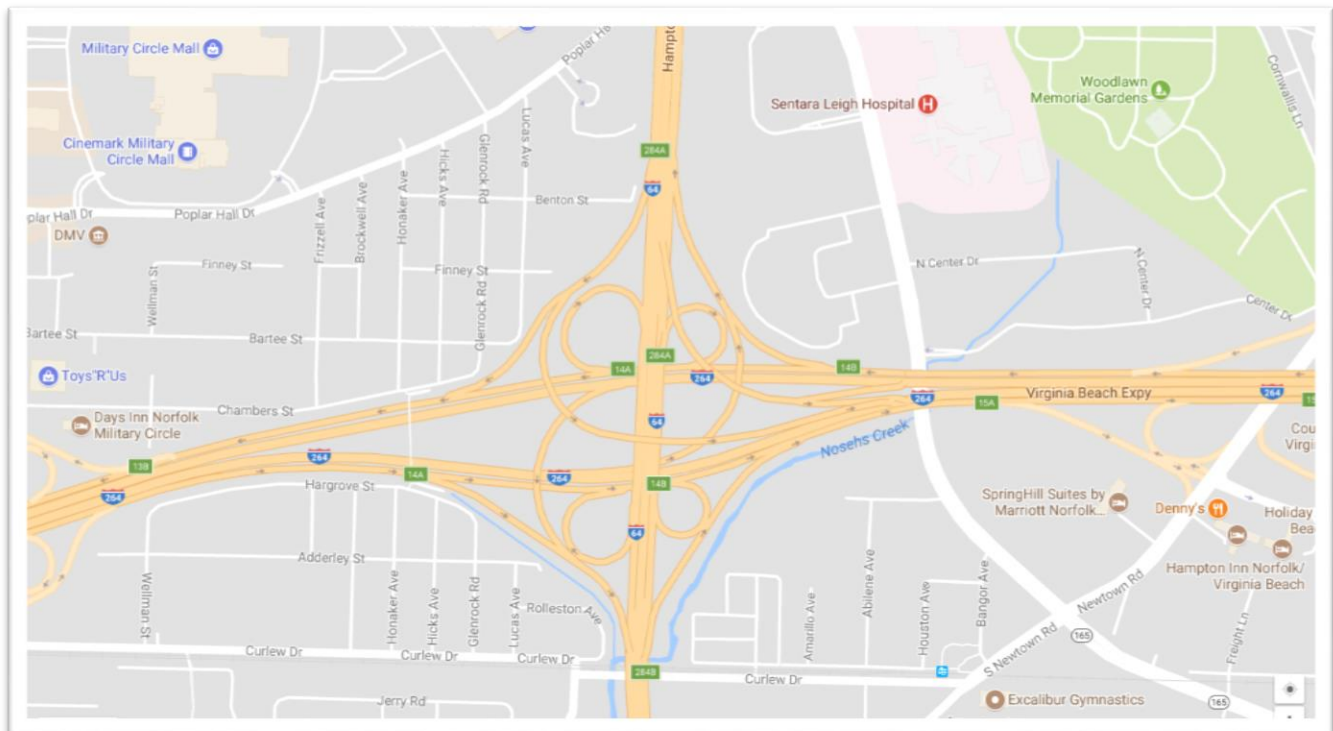 Military Circle Mall
Cinemark Military
Circle Mall
Poplar Hall Dr
DMV
Finney St
Wellman St
Bartee St
Bartee St
Toys"R"Us
Days Inn Norfolk
Military Circle
Chambers St
Frizzell Ave
Brockwell Ave
Honaker Ave
Hicks Ave
Glenrock Rd
Lucas Ave
Benton St
Finney St
Glenrock Rd
284A
64
Sentara Leigh Hospital
H
Woodlawn
Memorial Gardens
Cornwallis Ln
N Center Dr
N Center Dr
Center Dr
14A
284A
264
14B
264
Virginia Beach Expy
15A
264
64
Nosehs Creek
13B
264
264
14A
264
14B
64
Hargrove St
Adderley St
Wellman St
Honaker Ave
Hicks Ave
Glenrock Rd
Lucas Ave
Rolleston Ave
Curlew Dr
Curlew Dr
Curlew Dr
284B
Curlew Dr
Jerry Rd
SpringHill Suites by
Marriott Norfolk...
Denny's
Holiday
Hampton Inn Norfolk/
Virginia Beach
Amarillo Ave
Abilene Ave
Houston Ave
Bangor Ave
Newtown Rd
S Newtown Rd
165
Freight Ln
165
Excalibur Gymnastics